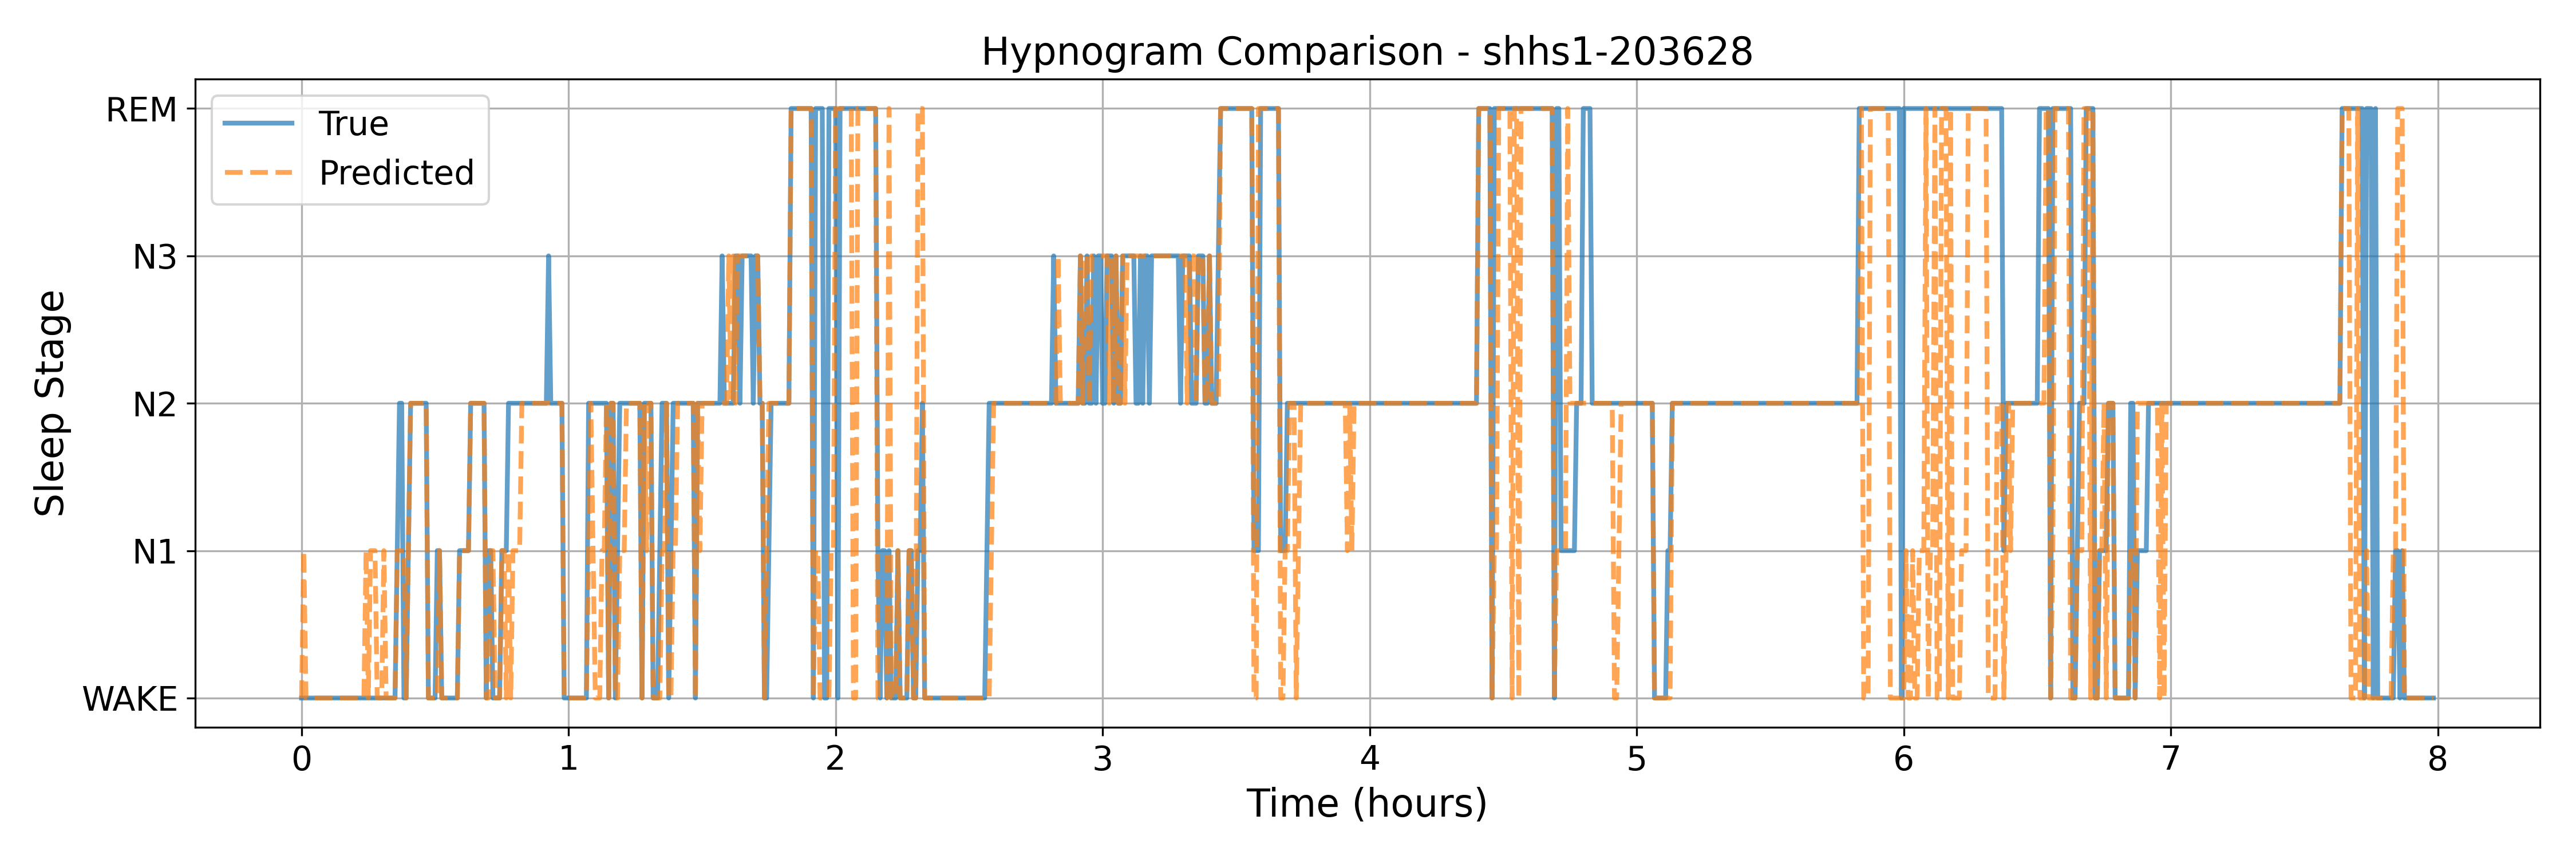 Hypnogram Comparison - shhs1-203628
True
Predicted
Sleep Stage
REM
N3
N2
N1
WAKE
0 1 2 3 4 5 6 7 8
Time (hours)